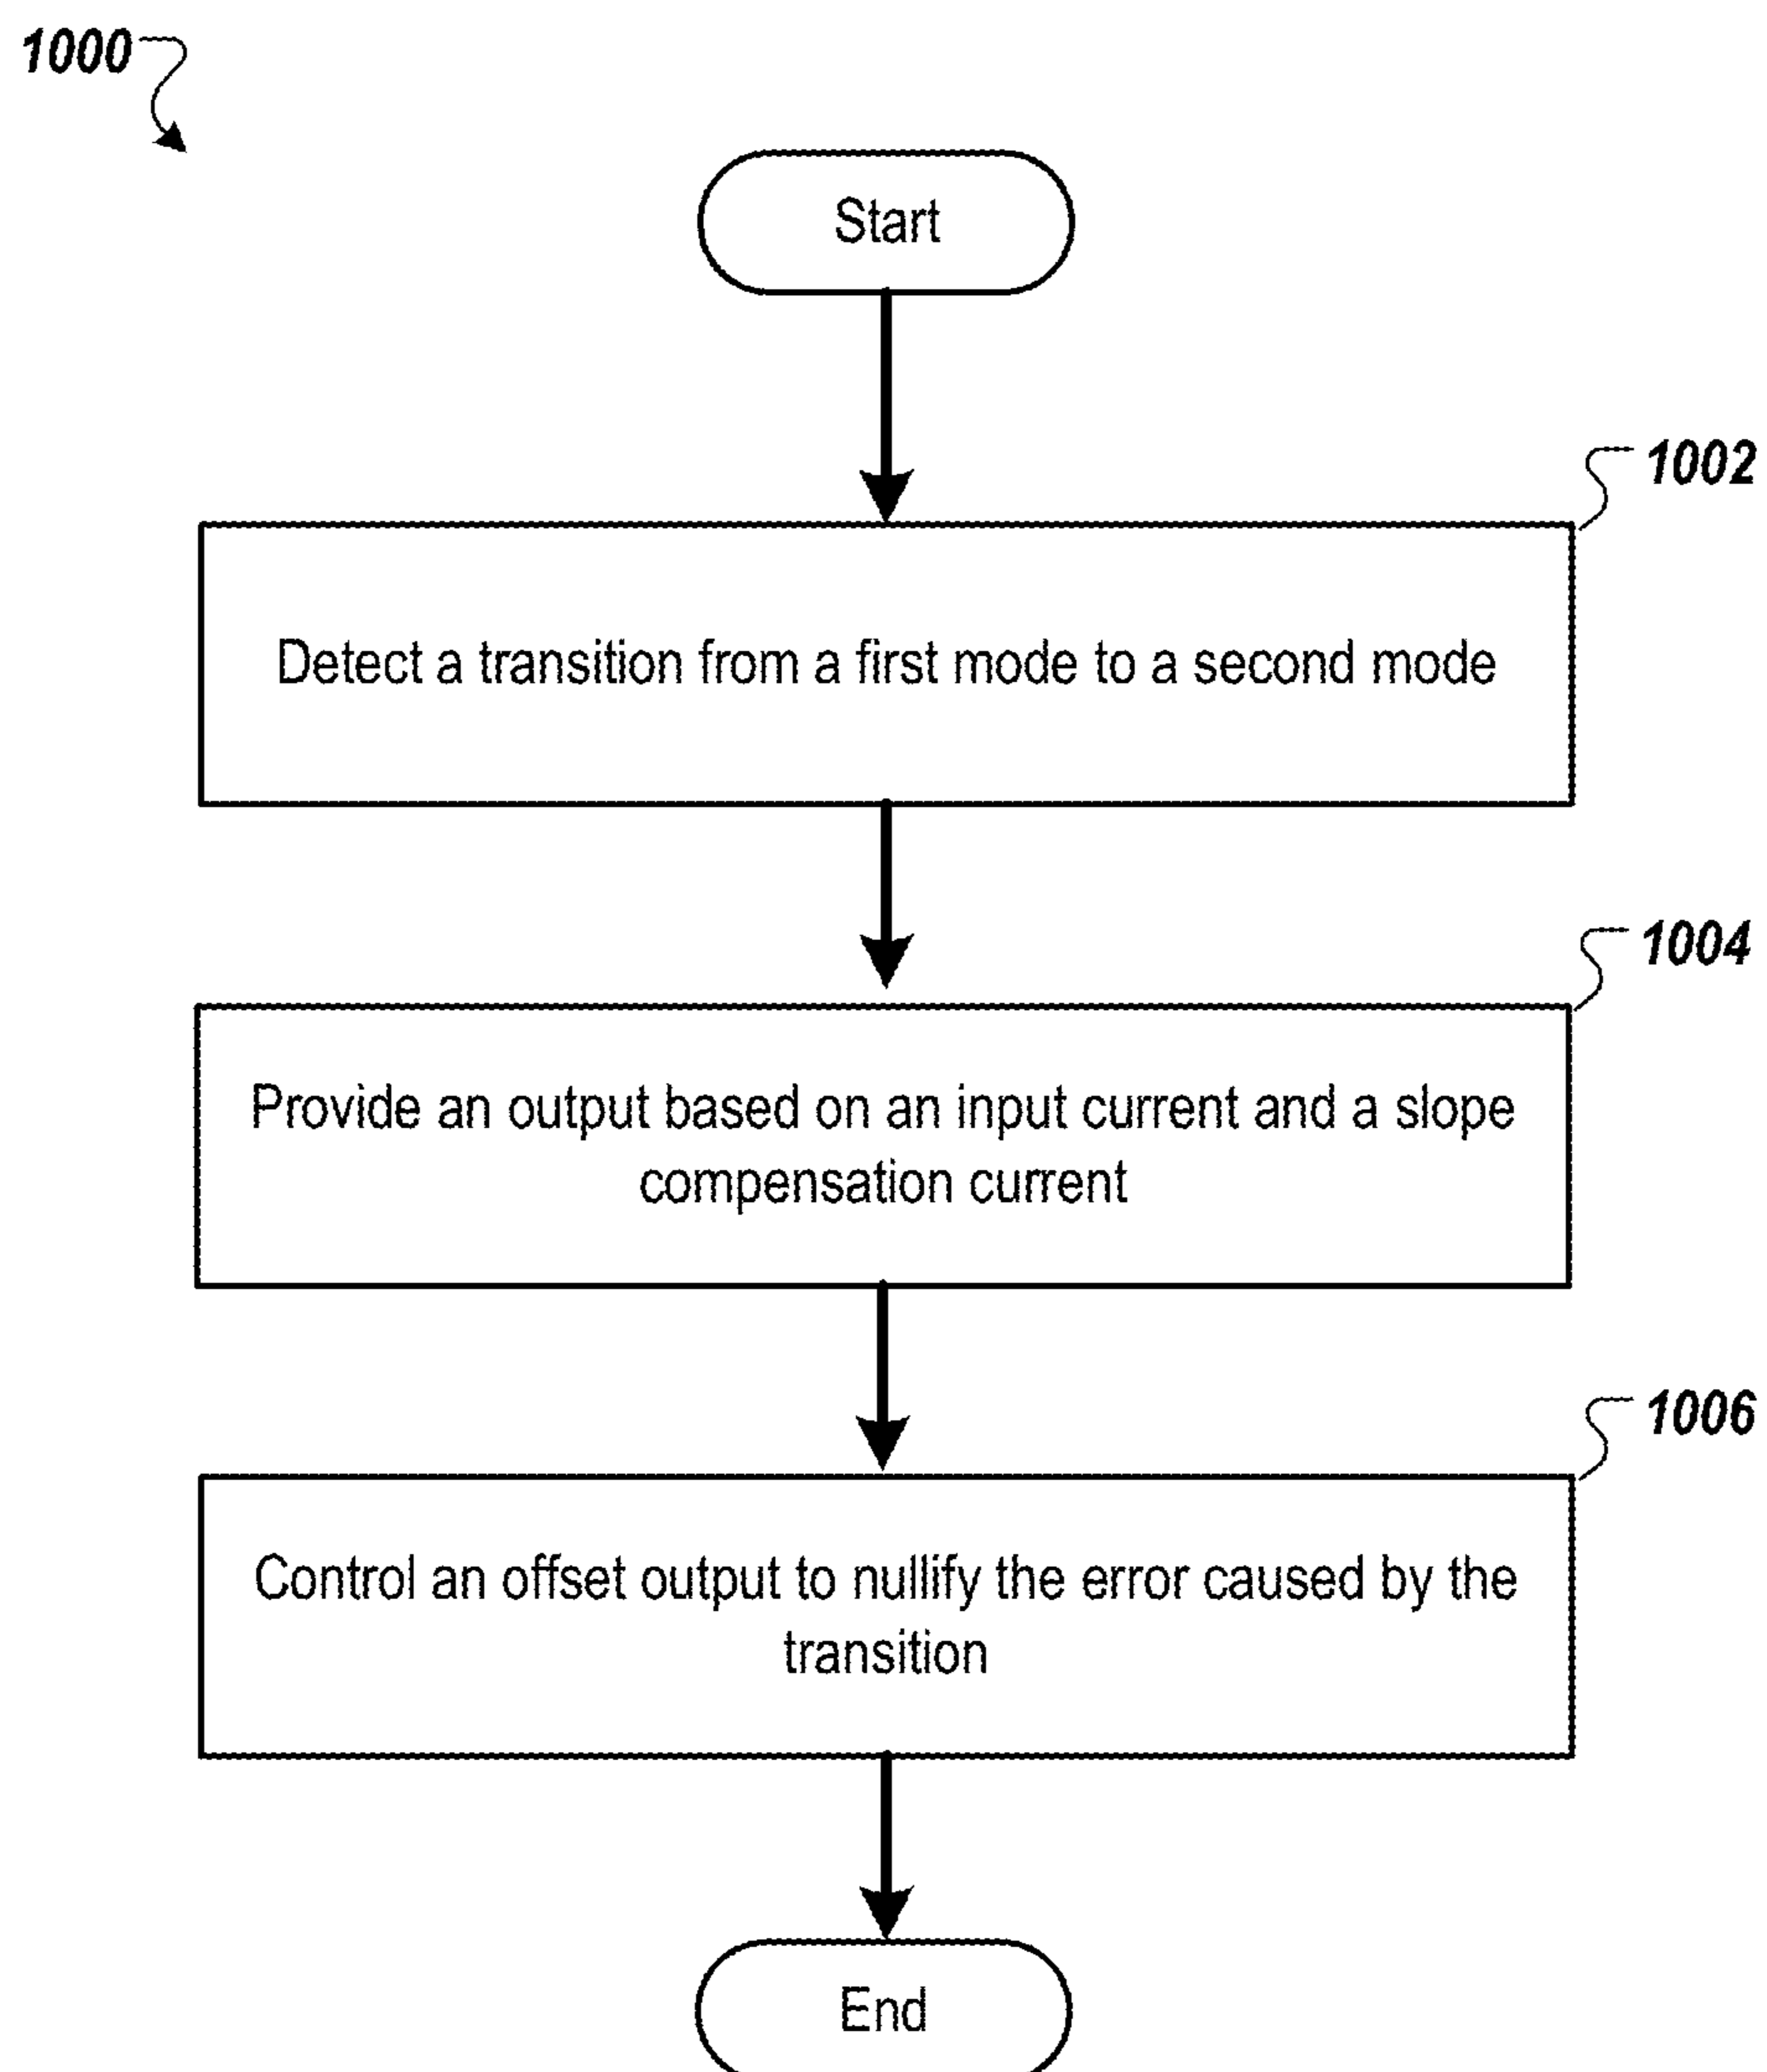 1000
Start
1002
Detect a transition from a first mode to a second mode
1004
Provide an output based on an input current and a slope
compensation current
1006
Control an offset output to nullify the error caused by the
transition
End